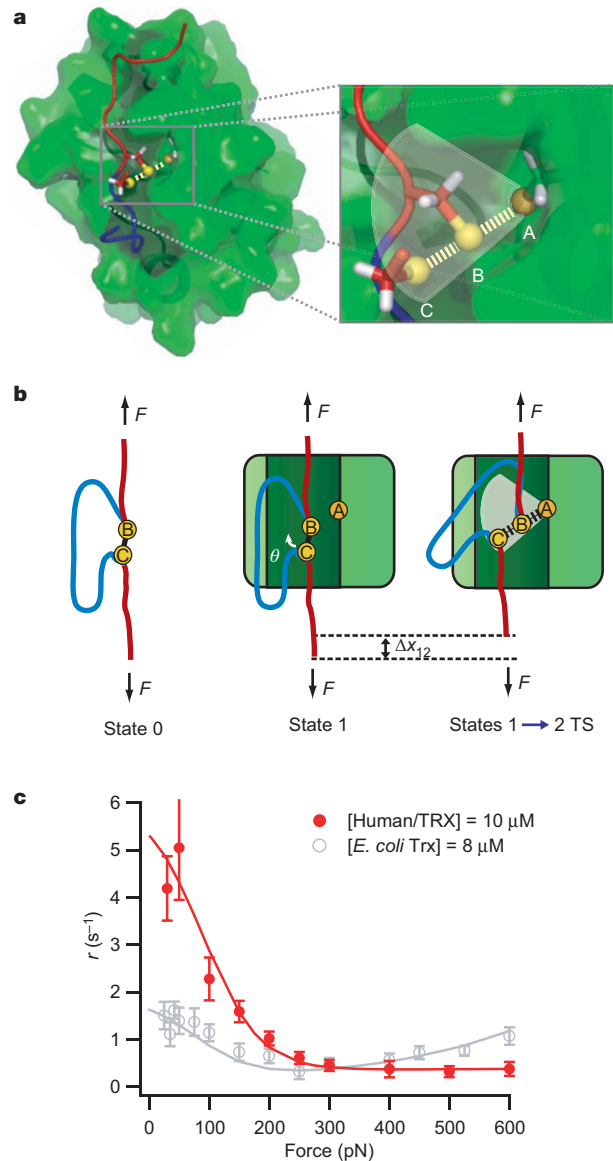 a
A
B
C
b
F
F
F
B
C
B
A
C
θ
B
A
C
Δx₁₂
F
F
F
State 0
State 1
States 1 → 2 TS
c
[Human/TRX] = 10 μM
[E. coli Trx] = 8 μM
r (s⁻¹)
6
5
4
3
2
1
0
0 100 200 300 400 500 600
Force (pN)